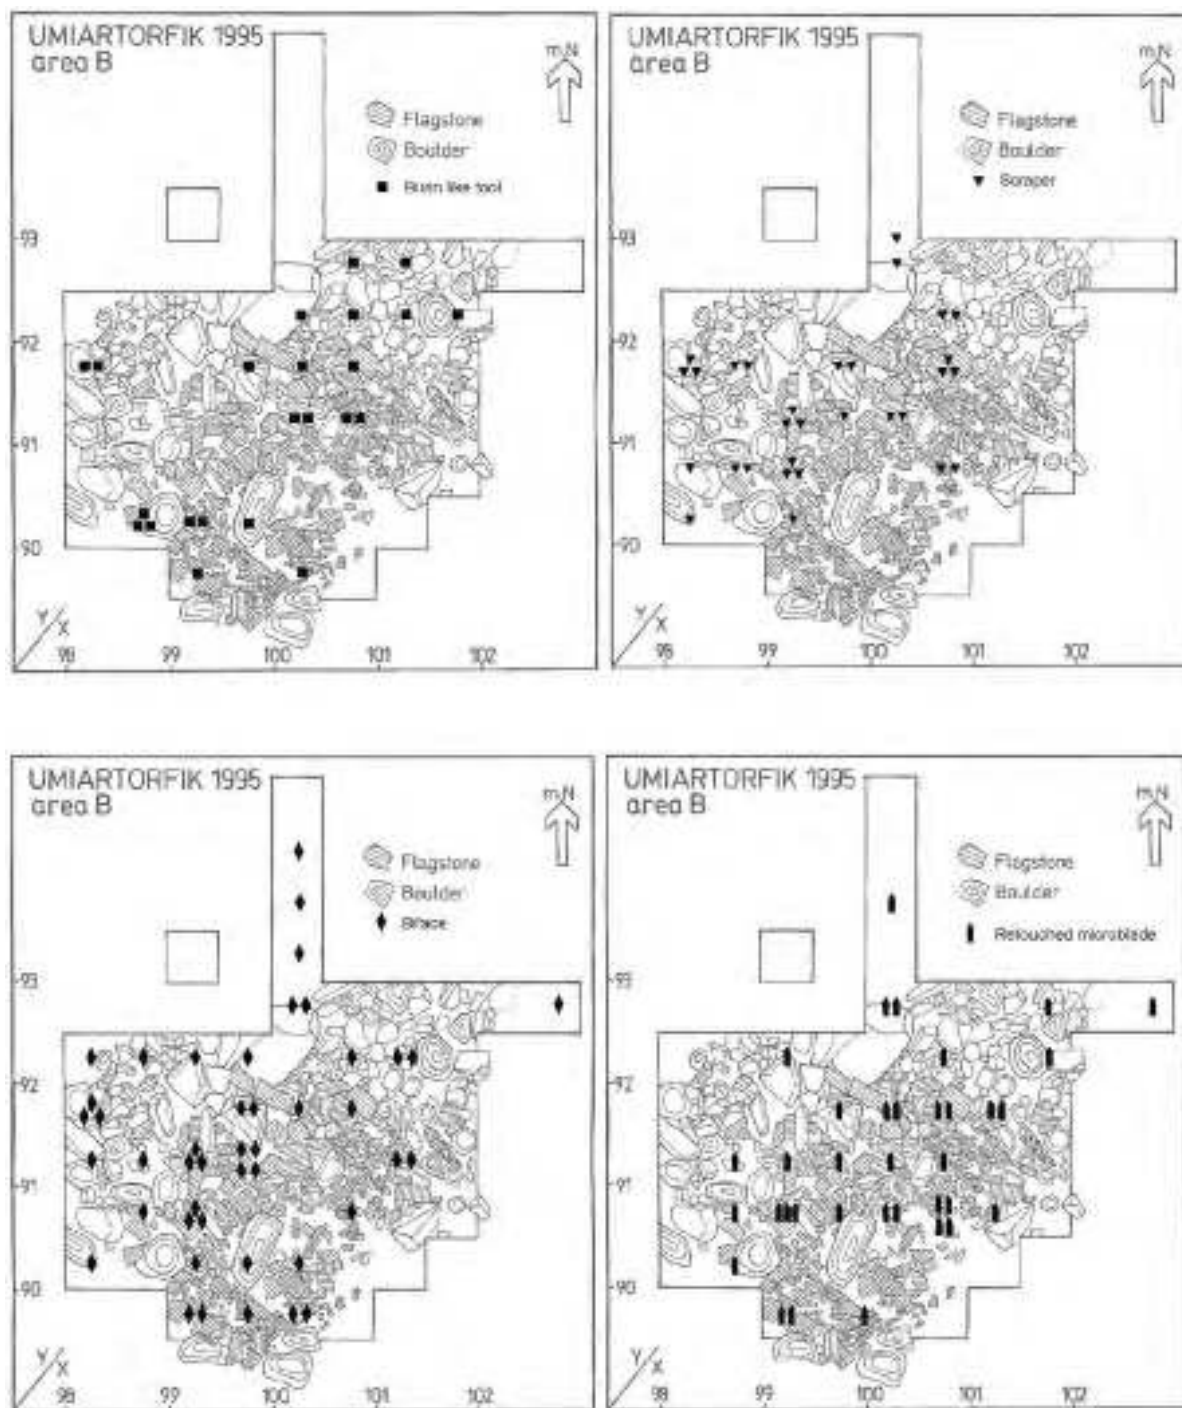 UMIARTORFIK 1995
area B
m.N
Flagstone
Boulder
Burin like tool
93
92
91
90
Y/X
98 99 100 101 102
UMIARTORFIK 1995
area B
m.N
Flagstone
Boulder
Scraper
93
92
91
90
Y/X
98 99 100 101 102
UMIARTORFIK 1995
area B
m.N
Flagstone
Boulder
Biface
93
92
91
90
Y/X
98 99 100 101 102
UMIARTORFIK 1995
area B
m.N
Flagstone
Boulder
Retouched microblade
93
92
91
90
Y/X
98 99 100 101 102